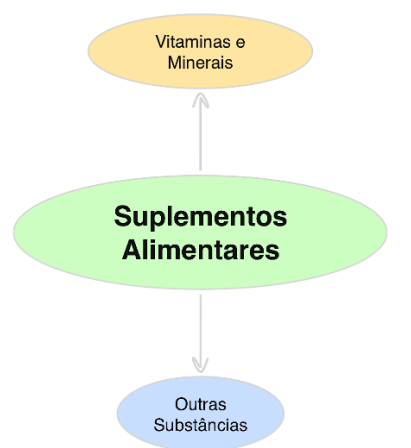 Vitaminas e
Minerais
Suplementos
Alimentares
Outras
Substâncias